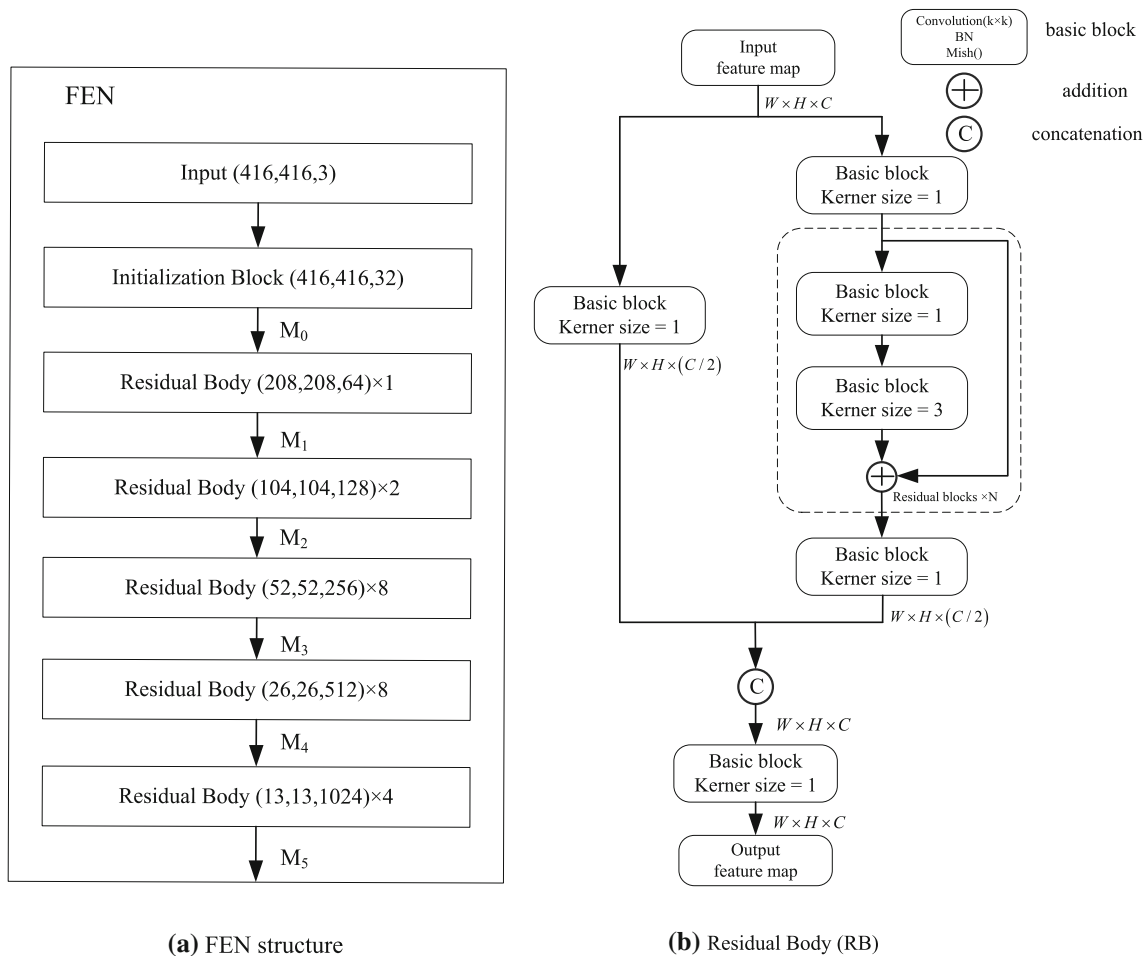 FEN
Input (416,416,3)
Initialization Block (416,416,32)
M₀
Residual Body (208,208,64)×1
M₁
Residual Body (104,104,128)×2
M₂
Residual Body (52,52,256)×8
M₃
Residual Body (26,26,512)×8
M₄
Residual Body (13,13,1024)×4
M₅
(a) FEN structure
Convolution(k×k)
BN
Mish()
basic block
+
addition
C
concatenation
Input
feature map
W×H×C
Basic block
Kerner size = 1
Basic block
Kerner size = 1
W×H×(C/2)
Basic block
Kerner size = 1
Basic block
Kerner size = 3
+
Residual blocks ×N
Basic block
Kerner size = 1
W×H×(C/2)
C
W×H×C
Basic block
Kerner size = 1
W×H×C
Output
feature map
(b) Residual Body (RB)